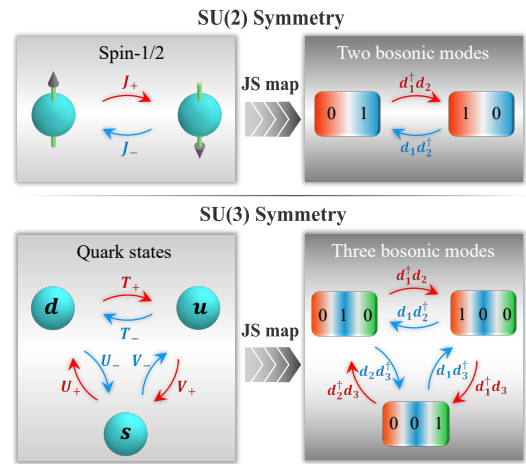 SU(2) Symmetry
Spin-1/2
J₊
J₋
JS map
Two bosonic modes
0 1
d₁†d₂
d₁d₂†
1 0
SU(3) Symmetry
Quark states
d
T₊
T₋
u
U₊
U₋
V₋
V₊
s
JS map
Three bosonic modes
0 1 0
d₁†d₂
d₁d₂†
1 0 0
d₂†d₃
d₂d₃†
d₁d₃†
d₁†d₃
0 0 1